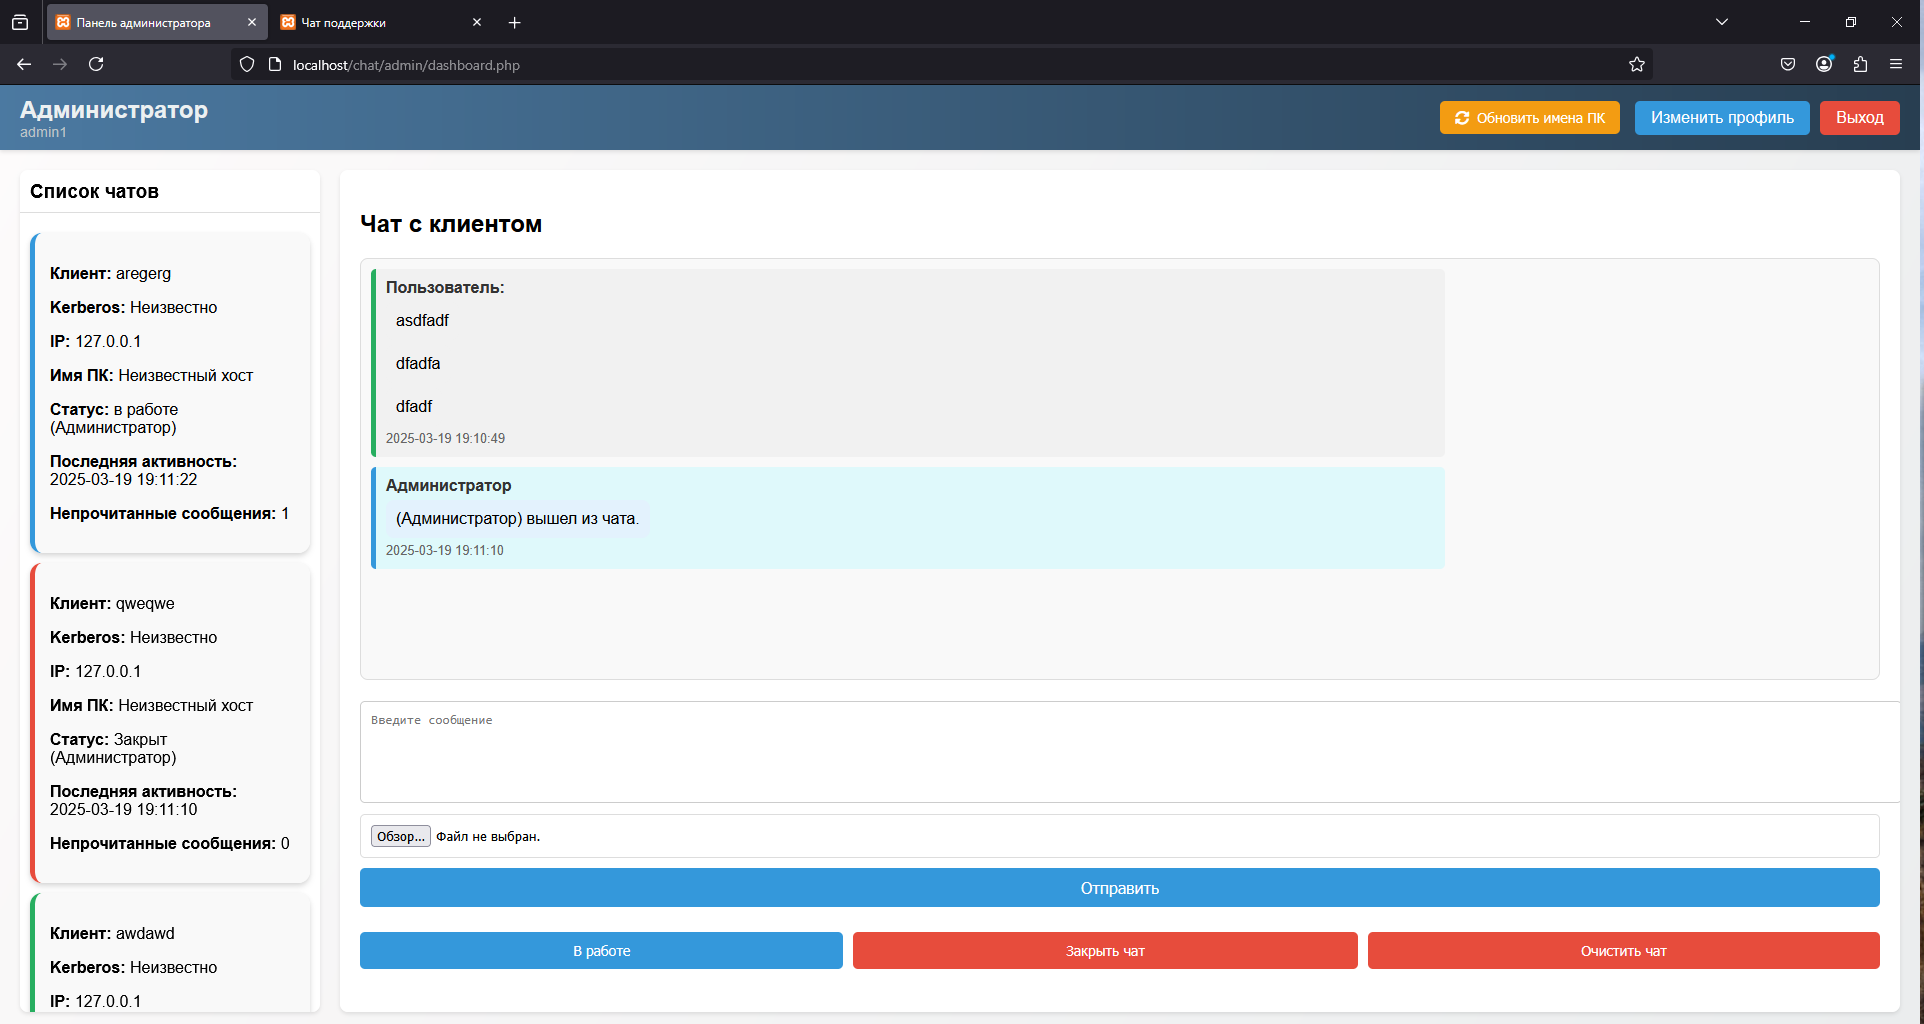 Панель администратора
Чат поддержки
localhost/chat/admin/dashboard.php
Администратор
admin1
Обновить имена ПК
Изменить профиль
Выход
Список чатов
Клиент: aregerg
Kerberos: Неизвестно
IP: 127.0.0.1
Имя ПК: Неизвестный хост
Статус: в работе
(Администратор)
Последняя активность:
2025-03-19 19:11:22
Непрочитанные сообщения: 1
Клиент: qweqwe
Kerberos: Неизвестно
IP: 127.0.0.1
Имя ПК: Неизвестный хост
Статус: Закрыт
(Администратор)
Последняя активность:
2025-03-19 19:11:10
Непрочитанные сообщения: 0
Клиент: awdawd
Kerberos: Неизвестно
IP: 127.0.0.1
Чат с клиентом
Пользователь:
asdfadf
dfadfa
dfadf
2025-03-19 19:10:49
Администратор
(Администратор) вышел из чата.
2025-03-19 19:11:10
Введите сообщение
Обзор... Файл не выбран.
Отправить
В работе
Закрыть чат
Очистить чат